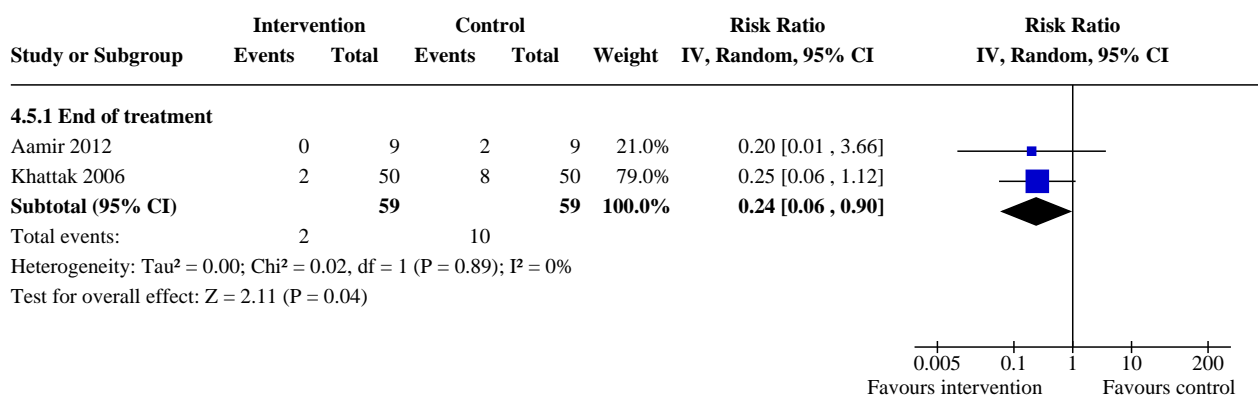 Intervention Control Risk Ratio Risk Ratio
Study or Subgroup Events Total Events Total Weight IV, Random, 95% CI IV, Random, 95% CI
4.5.1 End of treatment
Aamir 2012 0 9 2 9 21.0% 0.20 [0.01 , 3.66]
Khattak 2006 2 50 8 50 79.0% 0.25 [0.06 , 1.12]
Subtotal (95% CI) 59 59 100.0% 0.24 [0.06 , 0.90]
Total events: 2 10
Heterogeneity: Tau² = 0.00; Chi² = 0.02, df = 1 (P = 0.89); I² = 0%
Test for overall effect: Z = 2.11 (P = 0.04)
0.005 0.1 1 10 200
Favours intervention Favours control